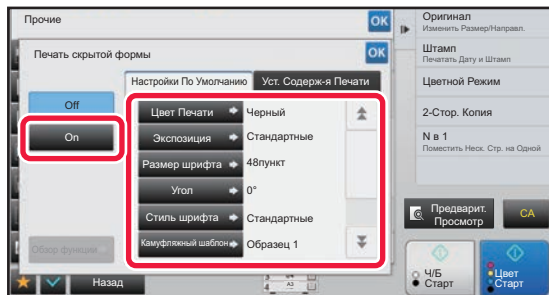 Прочие
OK
Печать скрытой формы
OK
Настройки По Умолчанию
Уст. Содерж-я Печати
Off
On
Цвет Печати
Черный
Экспозиция
Стандартные
Размер шрифта
48пункт
Угол
0°
Стиль шрифта
Стандартные
Камуфляжный шаблон
Образец 1
Обзор функции
Назад
A3
Оригинал
Изменить Размер/Направл.
Штамп
Печатать Дату и Штамп
Цветной Режим
2-Стор. Копия
N в 1
Поместить Неск. Стр. на Одной
Предварит.
Просмотр
CA
Ч/Б
Старт
Цвет
Старт